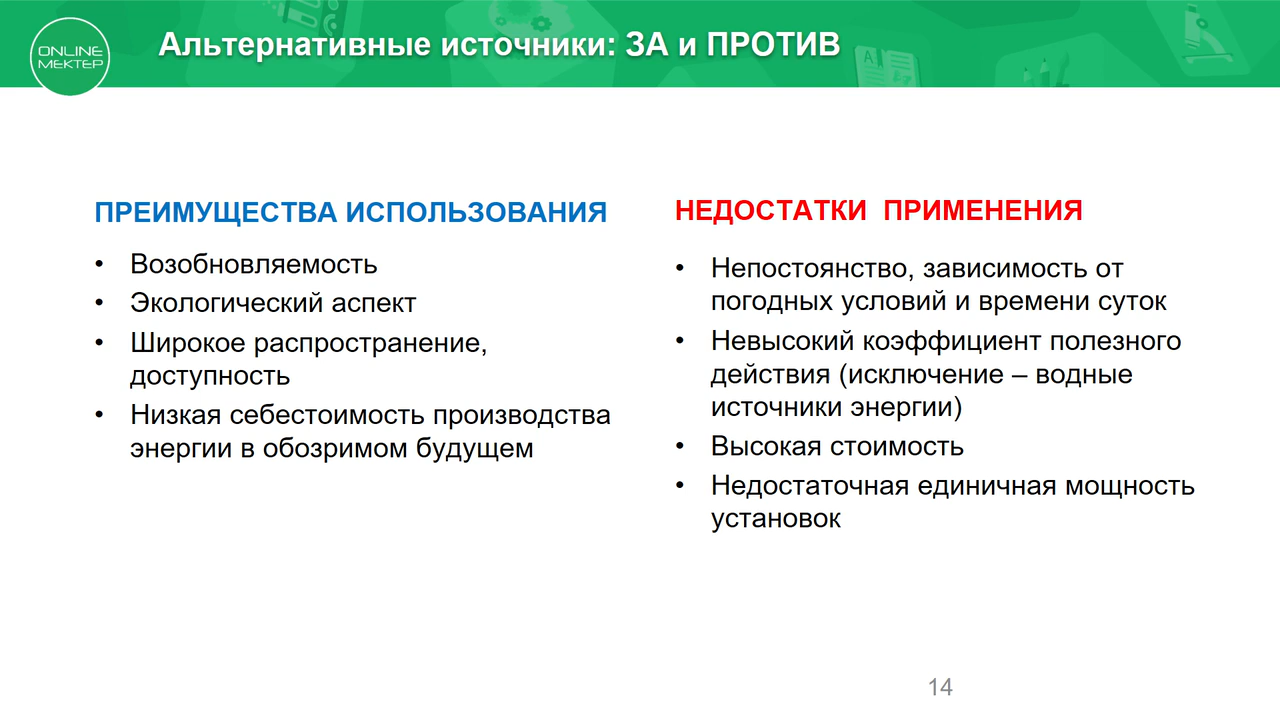 ONLINE
МЕКТЕР
Альтернативные источники: ЗА и ПРОТИВ
ПРЕИМУЩЕСТВА ИСПОЛЬЗОВАНИЯ
• Возобновляемость
• Экологический аспект
• Широкое распространение,
доступность
• Низкая себестоимость производства
энергии в обозримом будущем
НЕДОСТАТКИ ПРИМЕНЕНИЯ
• Непостоянство, зависимость от
погодных условий и времени суток
• Невысокий коэффициент полезного
действия (исключение – водные
источники энергии)
• Высокая стоимость
• Недостаточная единичная мощность
установок
14